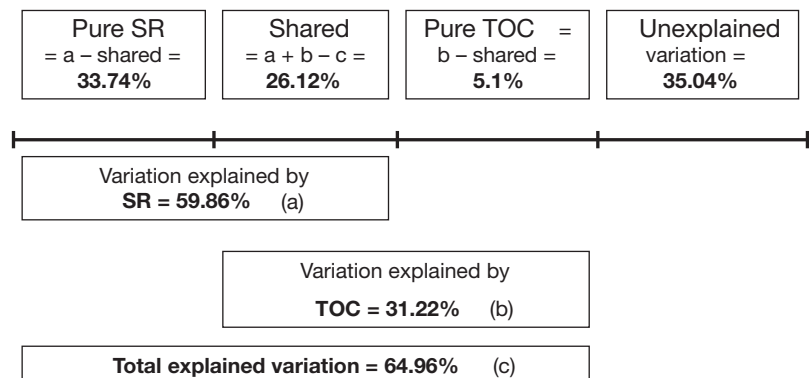 Pure SR
= a – shared =
33.74%
Shared
= a + b – c =
26.12%
Pure TOC =
b – shared =
5.1%
Unexplained
variation =
35.04%
Variation explained by
SR = 59.86% (a)
Variation explained by
TOC = 31.22% (b)
Total explained variation = 64.96% (c)